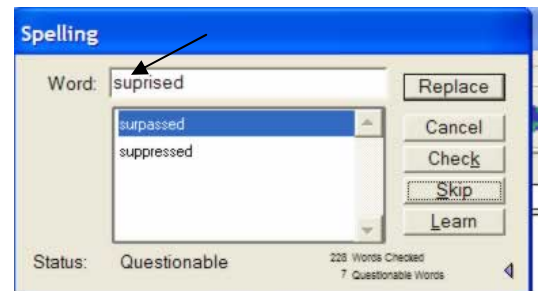 Spelling
Word: suprised Replace
surpassed Cancel
suppressed Check
Skip
Learn
Status: Questionable 228 Words Checked
7 Questionable Words